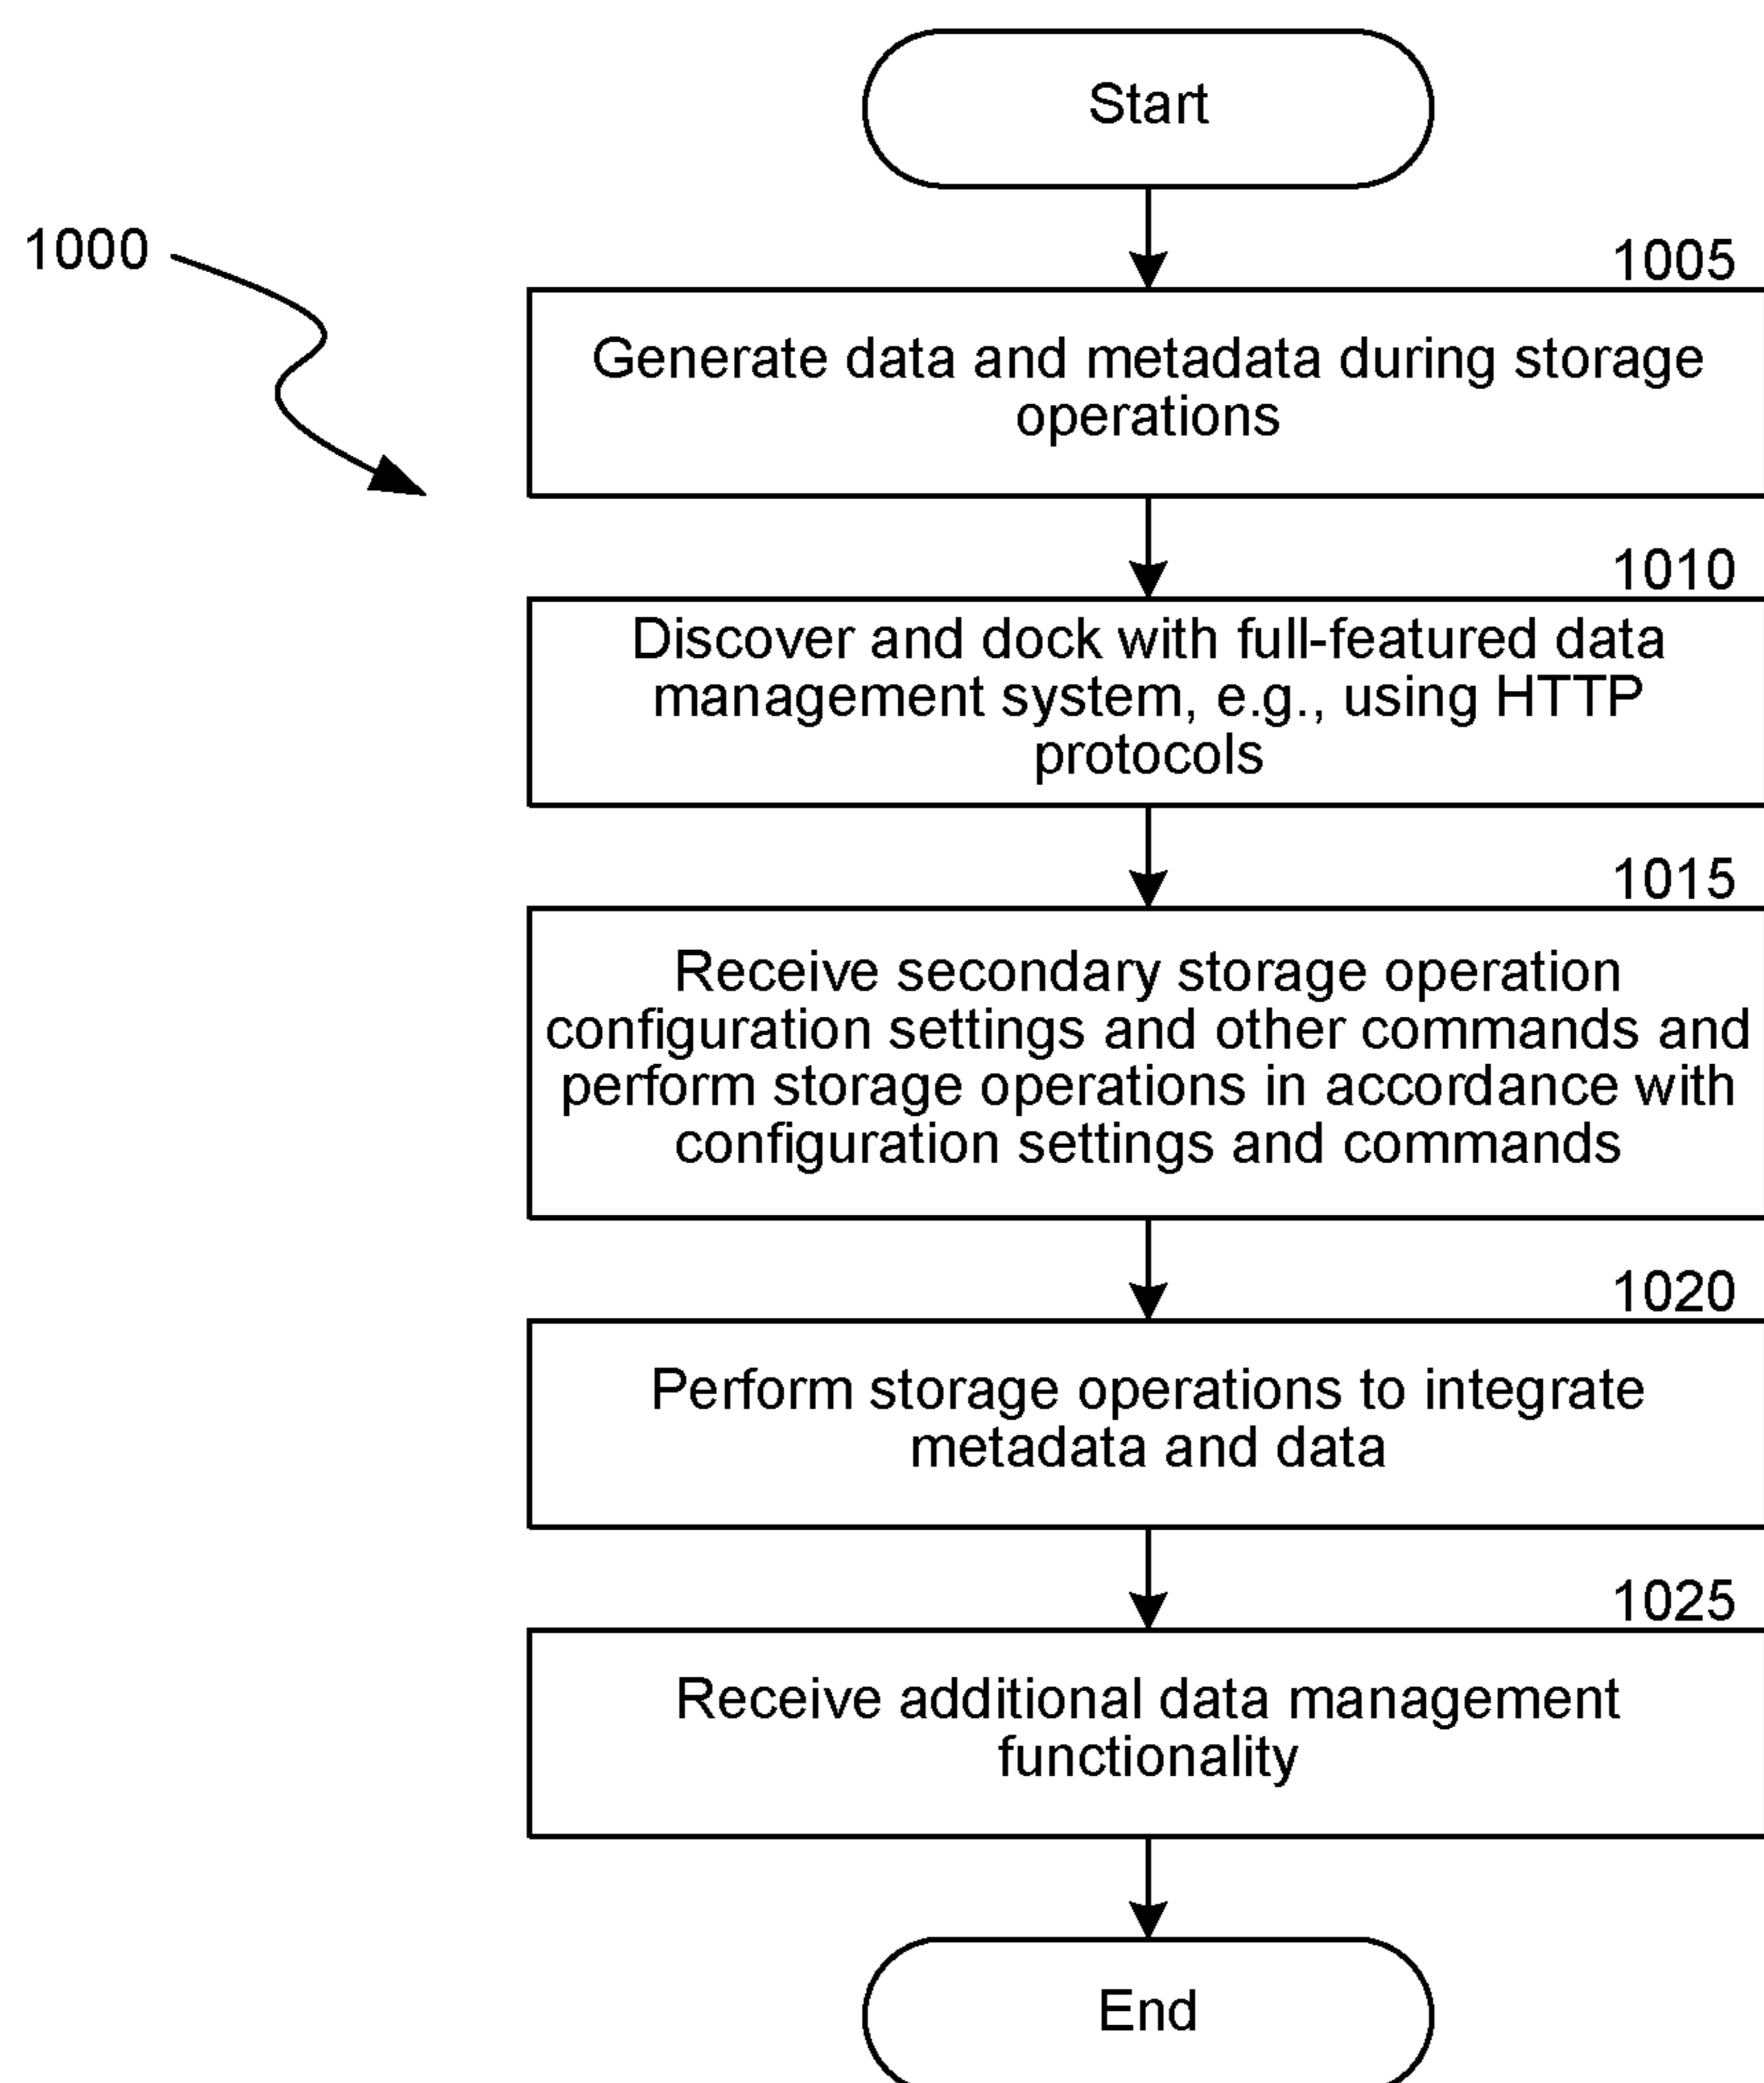 Start
1000
1005
Generate data and metadata during storage
operations
1010
Discover and dock with full-featured data
management system, e.g., using HTTP
protocols
1015
Receive secondary storage operation
configuration settings and other commands and
perform storage operations in accordance with
configuration settings and commands
1020
Perform storage operations to integrate
metadata and data
1025
Receive additional data management
functionality
End